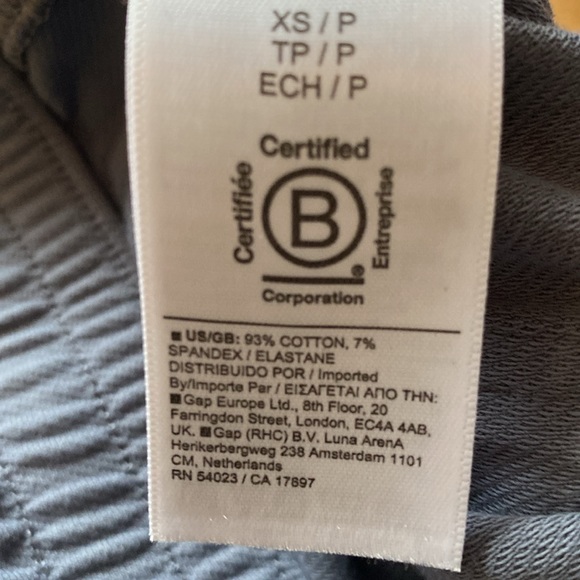 XS / P
TP / P
ECH / P
Certified
Certifiée
B
Entreprise
®
Corporation
US/GB: 93% COTTON, 7%
SPANDEX / ELASTANE
DISTRIBUIDO POR / Imported
By/Importe Par / ΕΙΣΑΓΕΤΑΙ ΑΠΟ ΤΗΝ:
Gap Europe Ltd., 8th Floor, 20
Farringdon Street, London, EC4A 4AB,
UK. Gap (RHC) B.V. Luna ArenA
Herikerbergweg 238 Amsterdam 1101
CM, Netherlands
RN 54023 / CA 17897